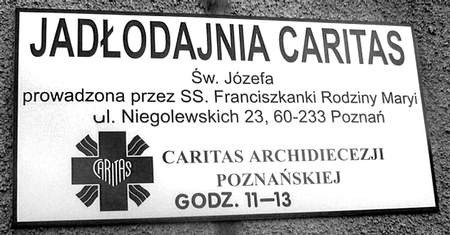 JADŁODAJNIA CARITAS
Św. Józefa
prowadzona przez SS. Franciszkanki Rodziny Maryi
ul. Niegolewskich 23, 60-233 Poznań
CARITAS
CARITAS ARCHIDIECEZJI
POZNAŃSKIEJ
GODZ. 11—13